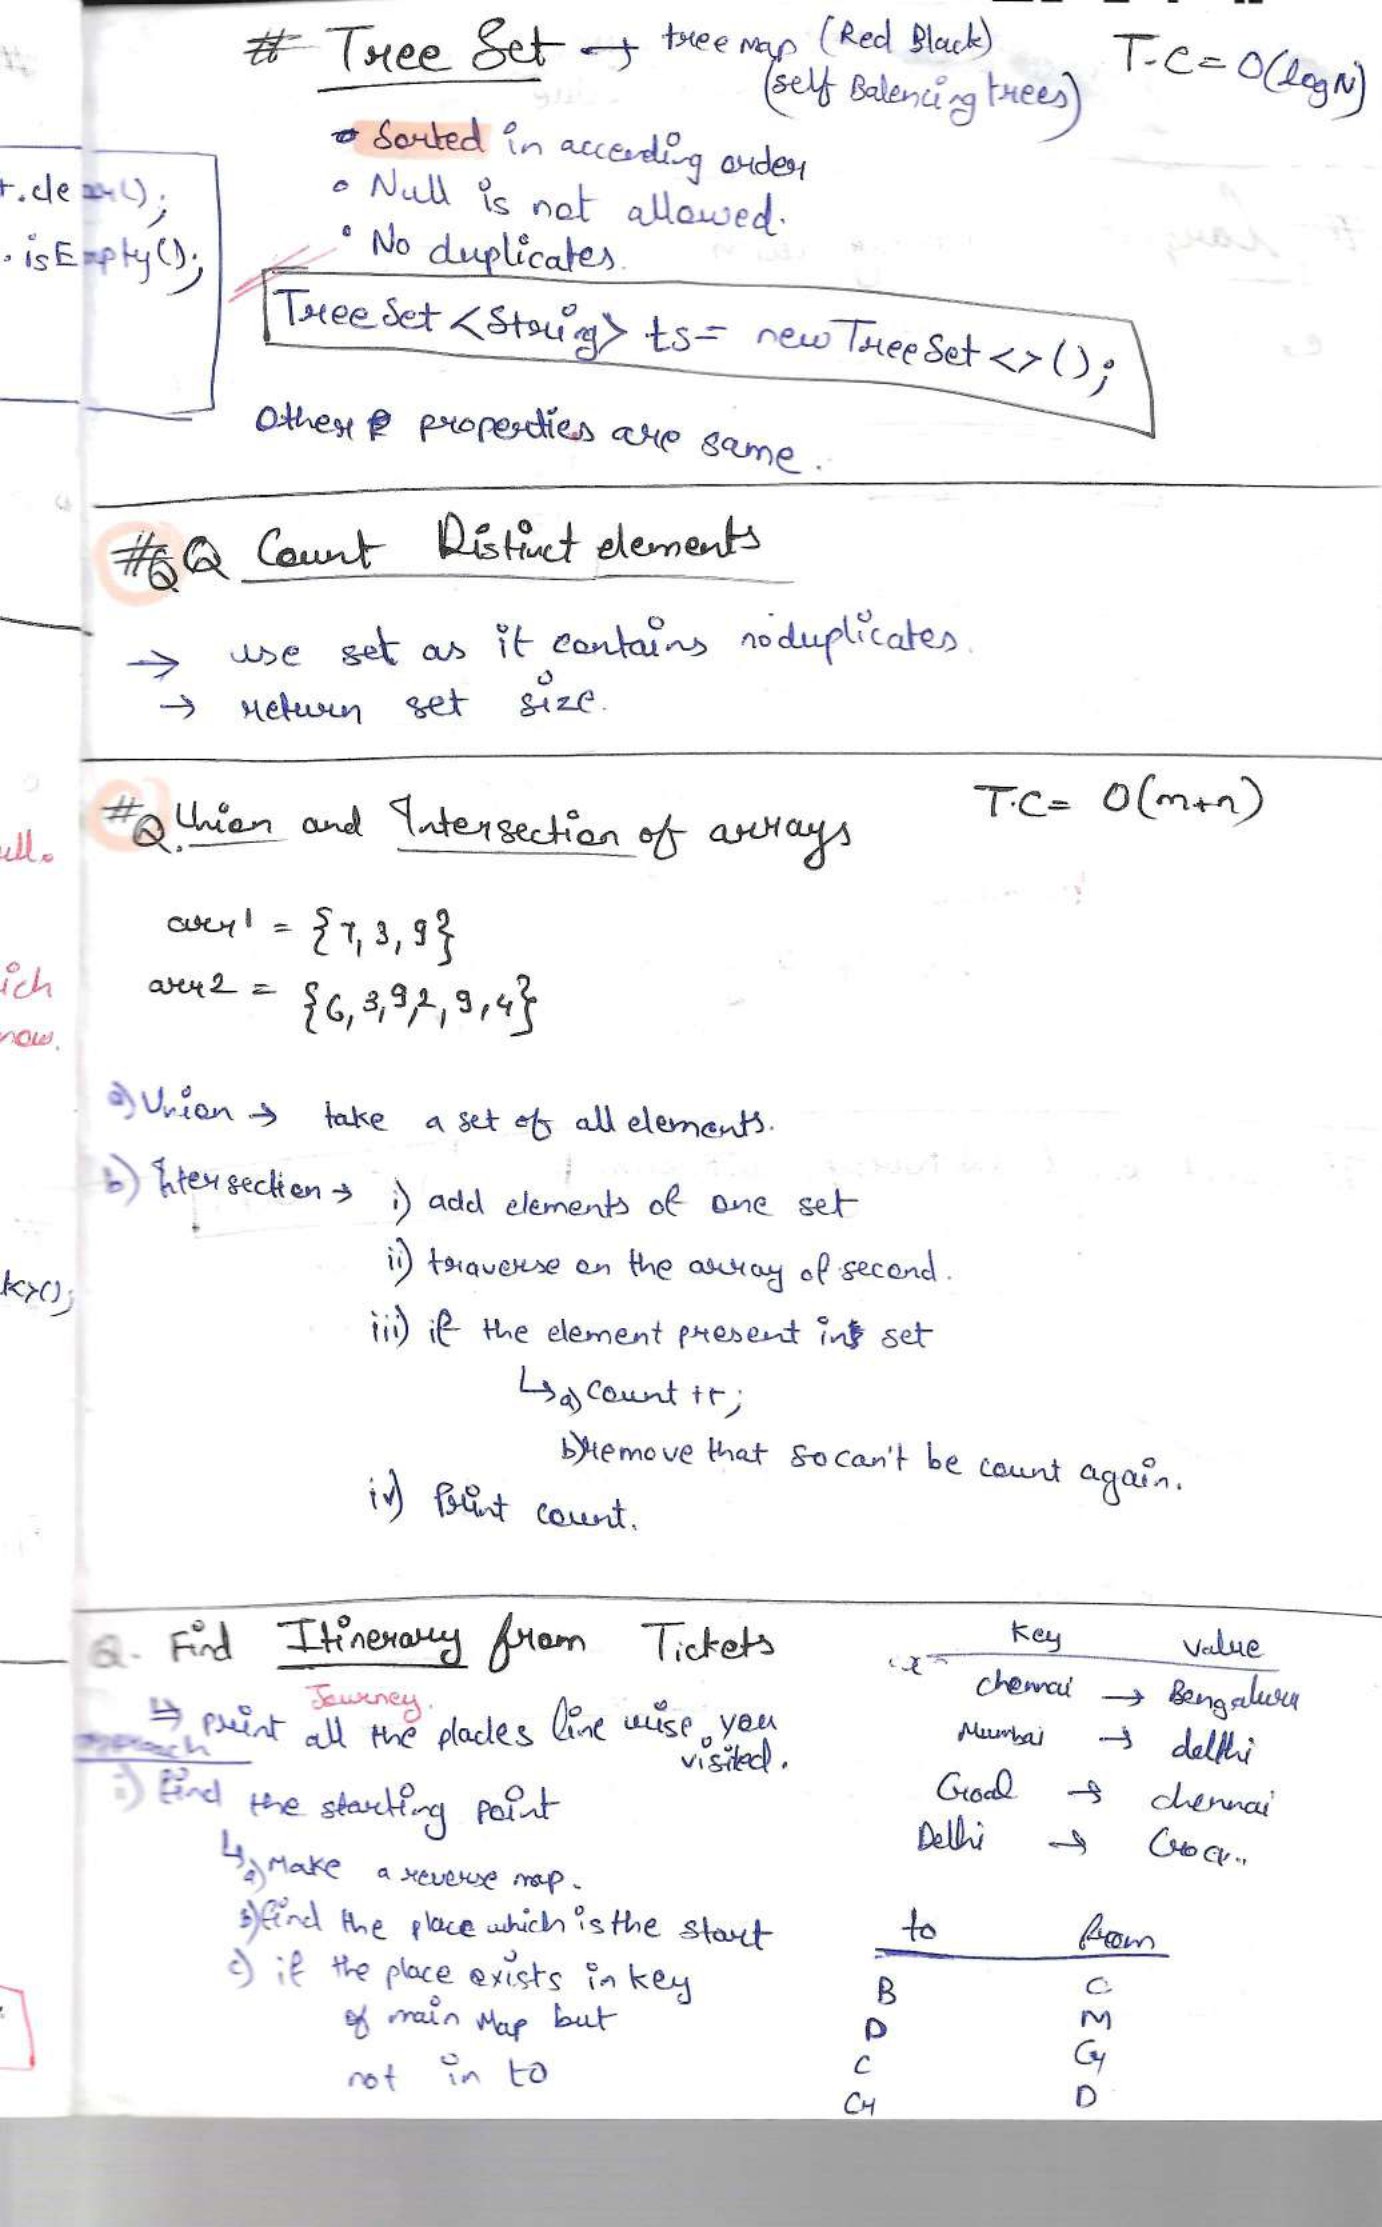 # Tree Set → tree map (Red Black) T.C = O(log N)
(self Balencing trees)
• Sorted in accending order
• Null is not allowed.
• No duplicates.
TreeSet <String> ts = new TreeSet <> ();
Other properties are same.
isEmpty();
#Q Count Distinct elements
→ use set as it contains no duplicates.
→ return set size.
#Q. Union and Intersection of arrays T.C = O(m+n)
arr1 = {7, 3, 9}
arr2 = {6, 3, 9, 2, 9, 4}
a) Union → take a set of all elements.
b) Intersection → i) add elements of one set
ii) traverse on the array of second.
iii) if the element present in set
↳ a) Count ++;
b) remove that so can't be count again.
iv) Print count.
Q. Find Itinerary from Tickets
Journey.
↳ print all the places line wise, you
visited.
approach
i) find the starting point
↳ a) Make a reverse map.
b) find the place which is the start
c) if the place exists in key
of main Map but
not in to
Key Value
Chennai → Bengaluru
Mumbai → delhi
Goa → chennai
Delhi → Goa..
to from
B C
D M
C G
G D